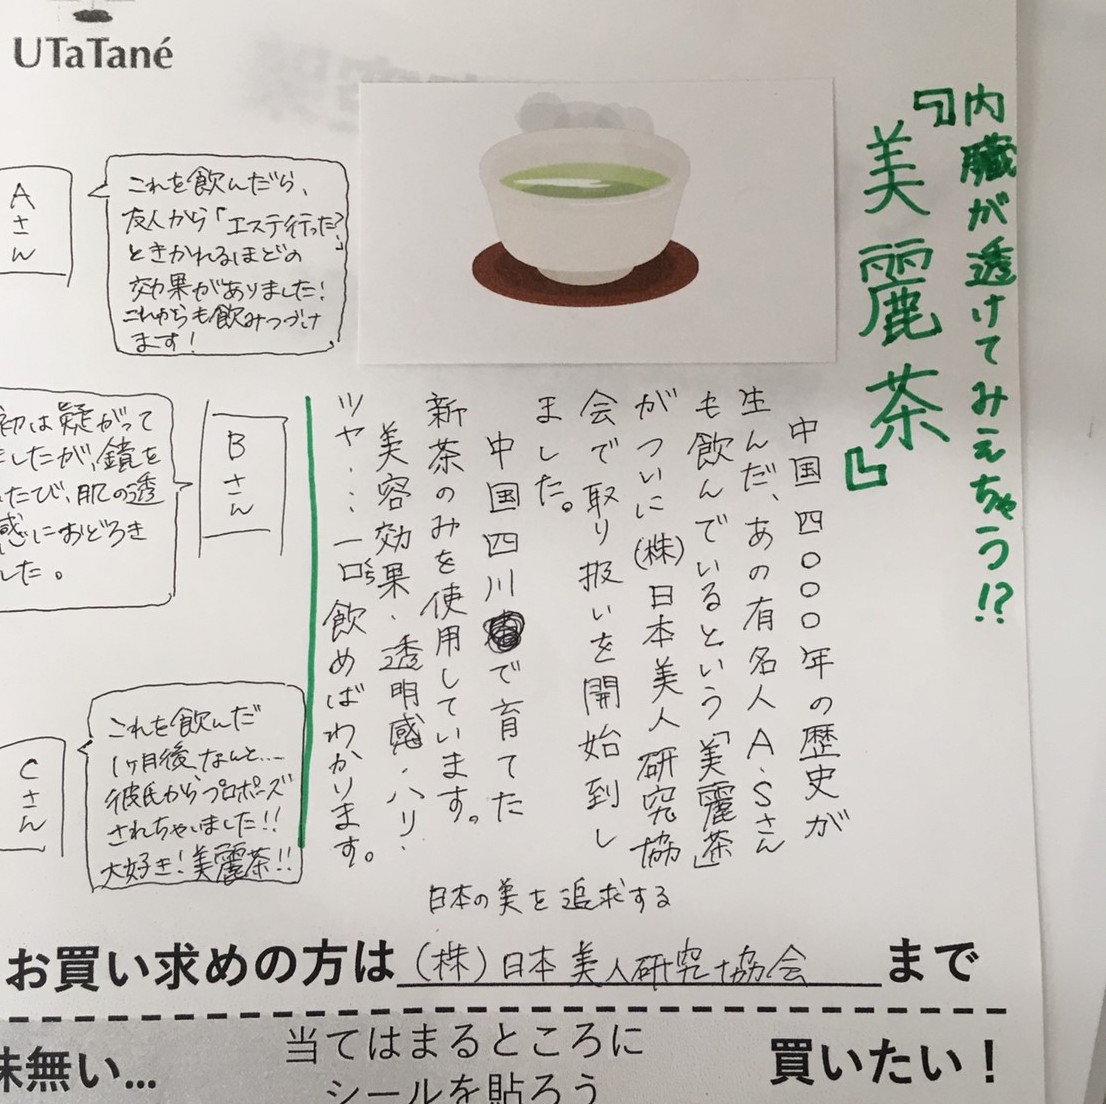 UTaTané
内臓が透けてみえちゃう!?
『美麗茶』
中国四〇〇〇年の歴史が
生んだ、あの有名人A・Sさん
も飲んでいるという「美麗茶」
がついに(株)日本美人研究協
会で取り扱いを開始到し
ました。
中国四川で育てた
新茶のみを使用しています。
美容効果・透明感・ハリ・
ツヤ・・・一口飲めばわかります。
Aさん
これを飲んだら、
友人から「エステ行った?」
ときかれるほどの
効果がありました!
これからも飲みつづけ
ます!
Bさん
初は疑がって
ましたが、鏡を
たび、肌の透
感におどろき
した。
Cさん
これを飲んだ
1ヶ月後なんと…
彼氏からプロポーズ
されちゃいました!!
大好き!美麗茶!!
日本の美を追求する
お買い求めの方は(株)日本美人研究協会まで
味無い...
当てはまるところに
シールを貼ろう
買いたい!